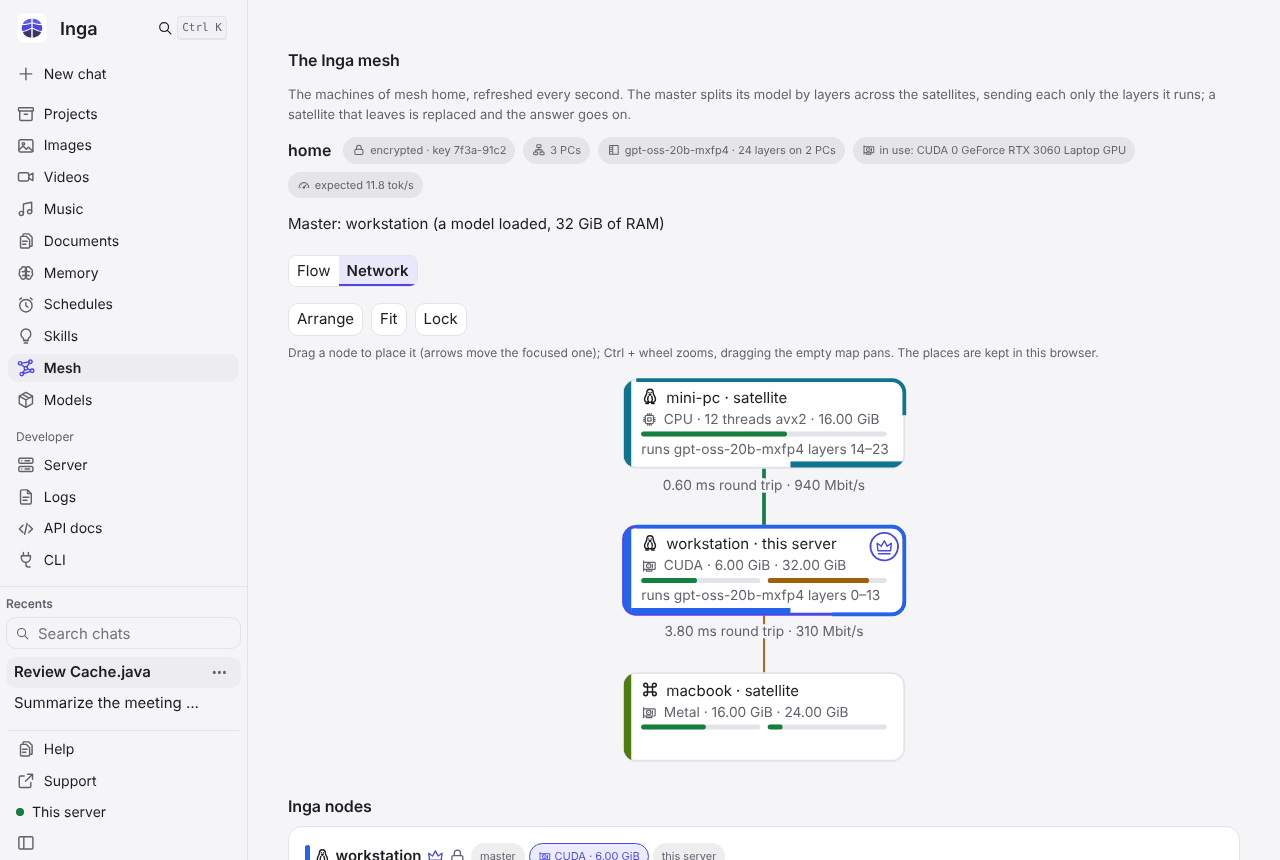 Inga
Ctrl K
New chat
Projects
Images
Videos
Music
Documents
Memory
Schedules
Skills
Mesh
Models
Developer
Server
Logs
API docs
CLI
Recents
Search chats
Review Cache.java
Summarize the meeting ...
Help
Support
This server
The Inga mesh
The machines of mesh home, refreshed every second. The master splits its model by layers across the satellites, sending each only the layers it runs; a
satellite that leaves is replaced and the answer goes on.
home
encrypted · key 7f3a-91c2
3 PCs
gpt-oss-20b-mxfp4 · 24 layers on 2 PCs
in use: CUDA 0 GeForce RTX 3060 Laptop GPU
expected 11.8 tok/s
Master: workstation (a model loaded, 32 GiB of RAM)
Flow
Network
Arrange
Fit
Lock
Drag a node to place it (arrows move the focused one); Ctrl + wheel zooms, dragging the empty map pans. The places are kept in this browser.
mini-pc · satellite
CPU · 12 threads avx2 · 16.00 GiB
runs gpt-oss-20b-mxfp4 layers 14–23
0.60 ms round trip · 940 Mbit/s
workstation · this server
CUDA · 6.00 GiB · 32.00 GiB
runs gpt-oss-20b-mxfp4 layers 0–13
3.80 ms round trip · 310 Mbit/s
macbook · satellite
Metal · 16.00 GiB · 24.00 GiB
Inga nodes
workstation
master
CUDA · 6.00 GiB
this server